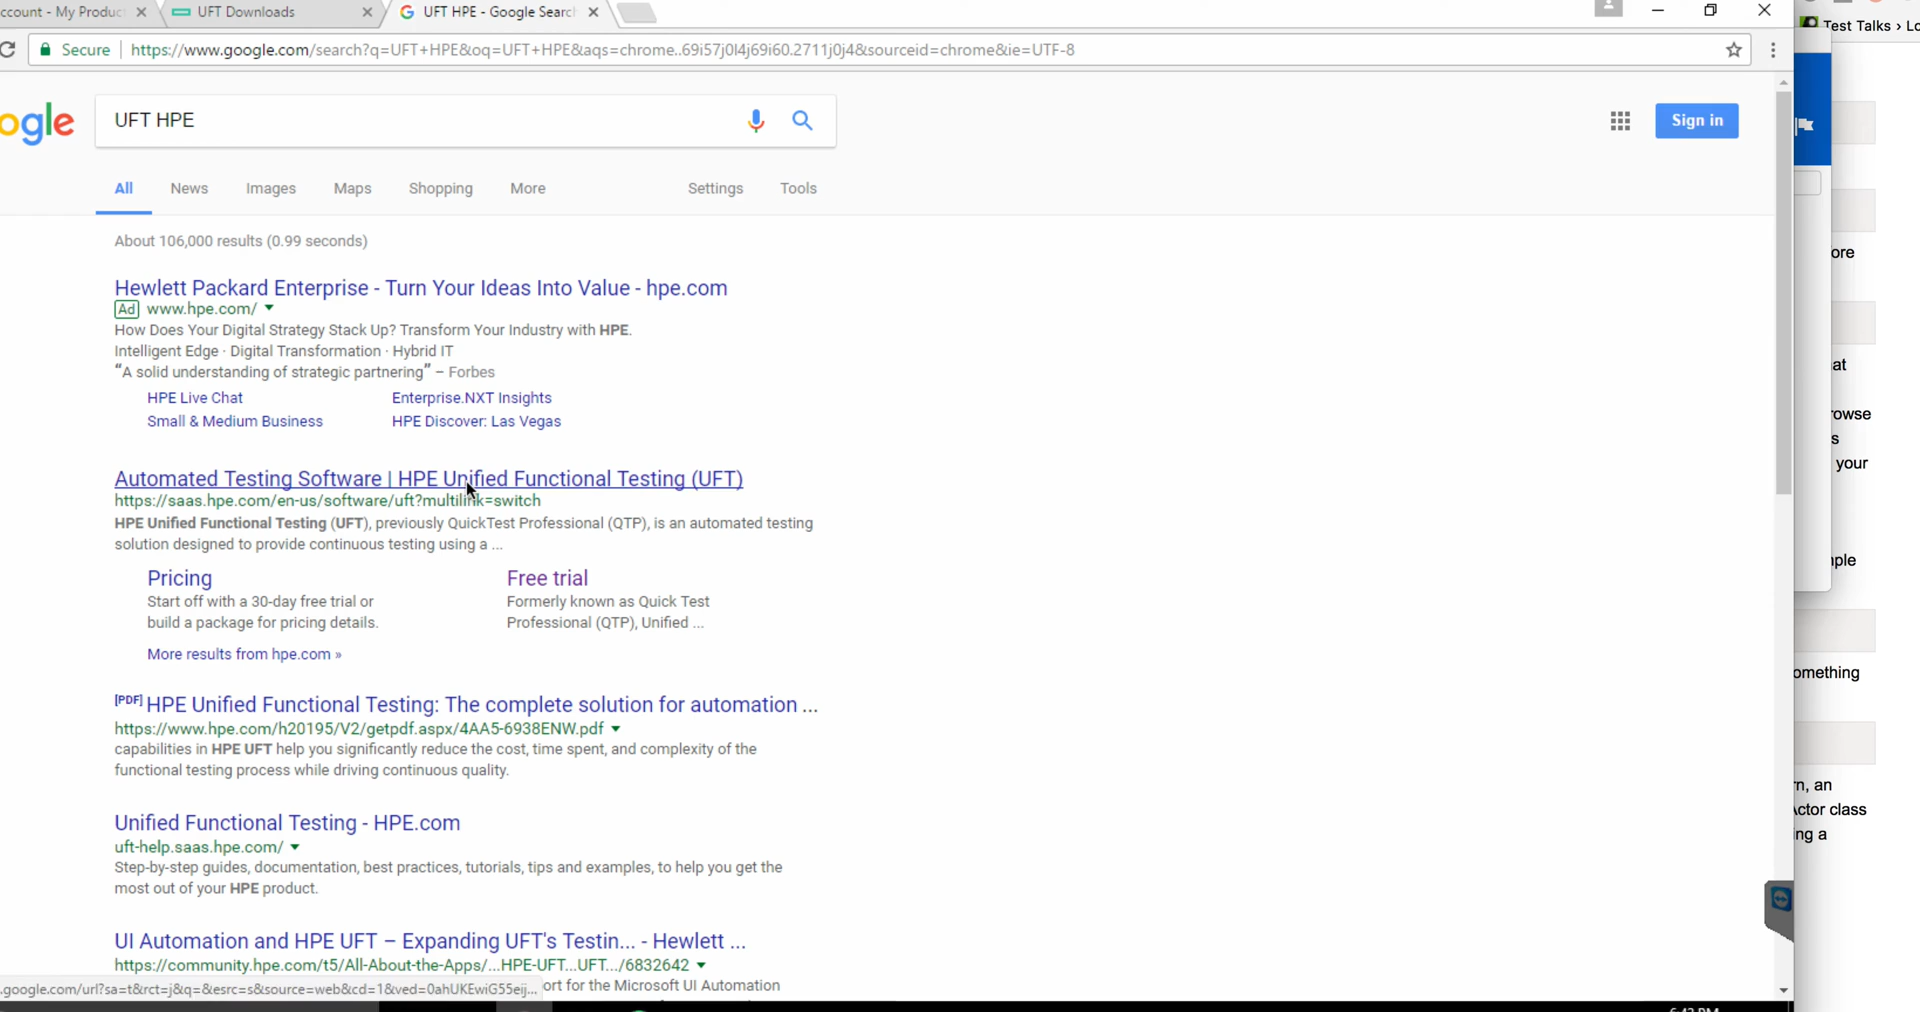 ccount - My Produc
UFT Downloads
UFT HPE - Google Search
Test Talks › Lo
Secure
https://www.google.com/search?q=UFT+HPE&oq=UFT+HPE&aqs=chrome..69i57j0l4j69i60.2711j0j4&sourceid=chrome&ie=UTF-8
ogle
UFT HPE
Sign in
All
News
Images
Maps
Shopping
More
Settings
Tools
About 106,000 results (0.99 seconds)
Hewlett Packard Enterprise - Turn Your Ideas Into Value - hpe.com
Ad www.hpe.com/
How Does Your Digital Strategy Stack Up? Transform Your Industry with HPE.
Intelligent Edge · Digital Transformation · Hybrid IT
“A solid understanding of strategic partnering” – Forbes
HPE Live Chat
Enterprise.NXT Insights
Small & Medium Business
HPE Discover: Las Vegas
Automated Testing Software | HPE Unified Functional Testing (UFT)
https://saas.hpe.com/en-us/software/uft?multilink=switch
HPE Unified Functional Testing (UFT), previously QuickTest Professional (QTP), is an automated testing
solution designed to provide continuous testing using a ...
Pricing
Start off with a 30-day free trial or
build a package for pricing details.
Free trial
Formerly known as Quick Test
Professional (QTP), Unified ...
More results from hpe.com »
[PDF] HPE Unified Functional Testing: The complete solution for automation ...
https://www.hpe.com/h20195/V2/getpdf.aspx/4AA5-6938ENW.pdf
capabilities in HPE UFT help you significantly reduce the cost, time spent, and complexity of the
functional testing process while driving continuous quality.
Unified Functional Testing - HPE.com
uft-help.saas.hpe.com/
Step-by-step guides, documentation, best practices, tutorials, tips and examples, to help you get the
most out of your HPE product.
UI Automation and HPE UFT – Expanding UFT's Testin... - Hewlett ...
https://community.hpe.com/t5/All-About-the-Apps/...HPE-UFT...UFT.../6832642
ort for the Microsoft UI Automation
.google.com/url?sa=t&rct=j&q=&esrc=s&source=web&cd=1&ved=0ahUKEwiG55eij...
ore
at
rowse
s
your
nple
omething
rn, an
Actor class
ing a